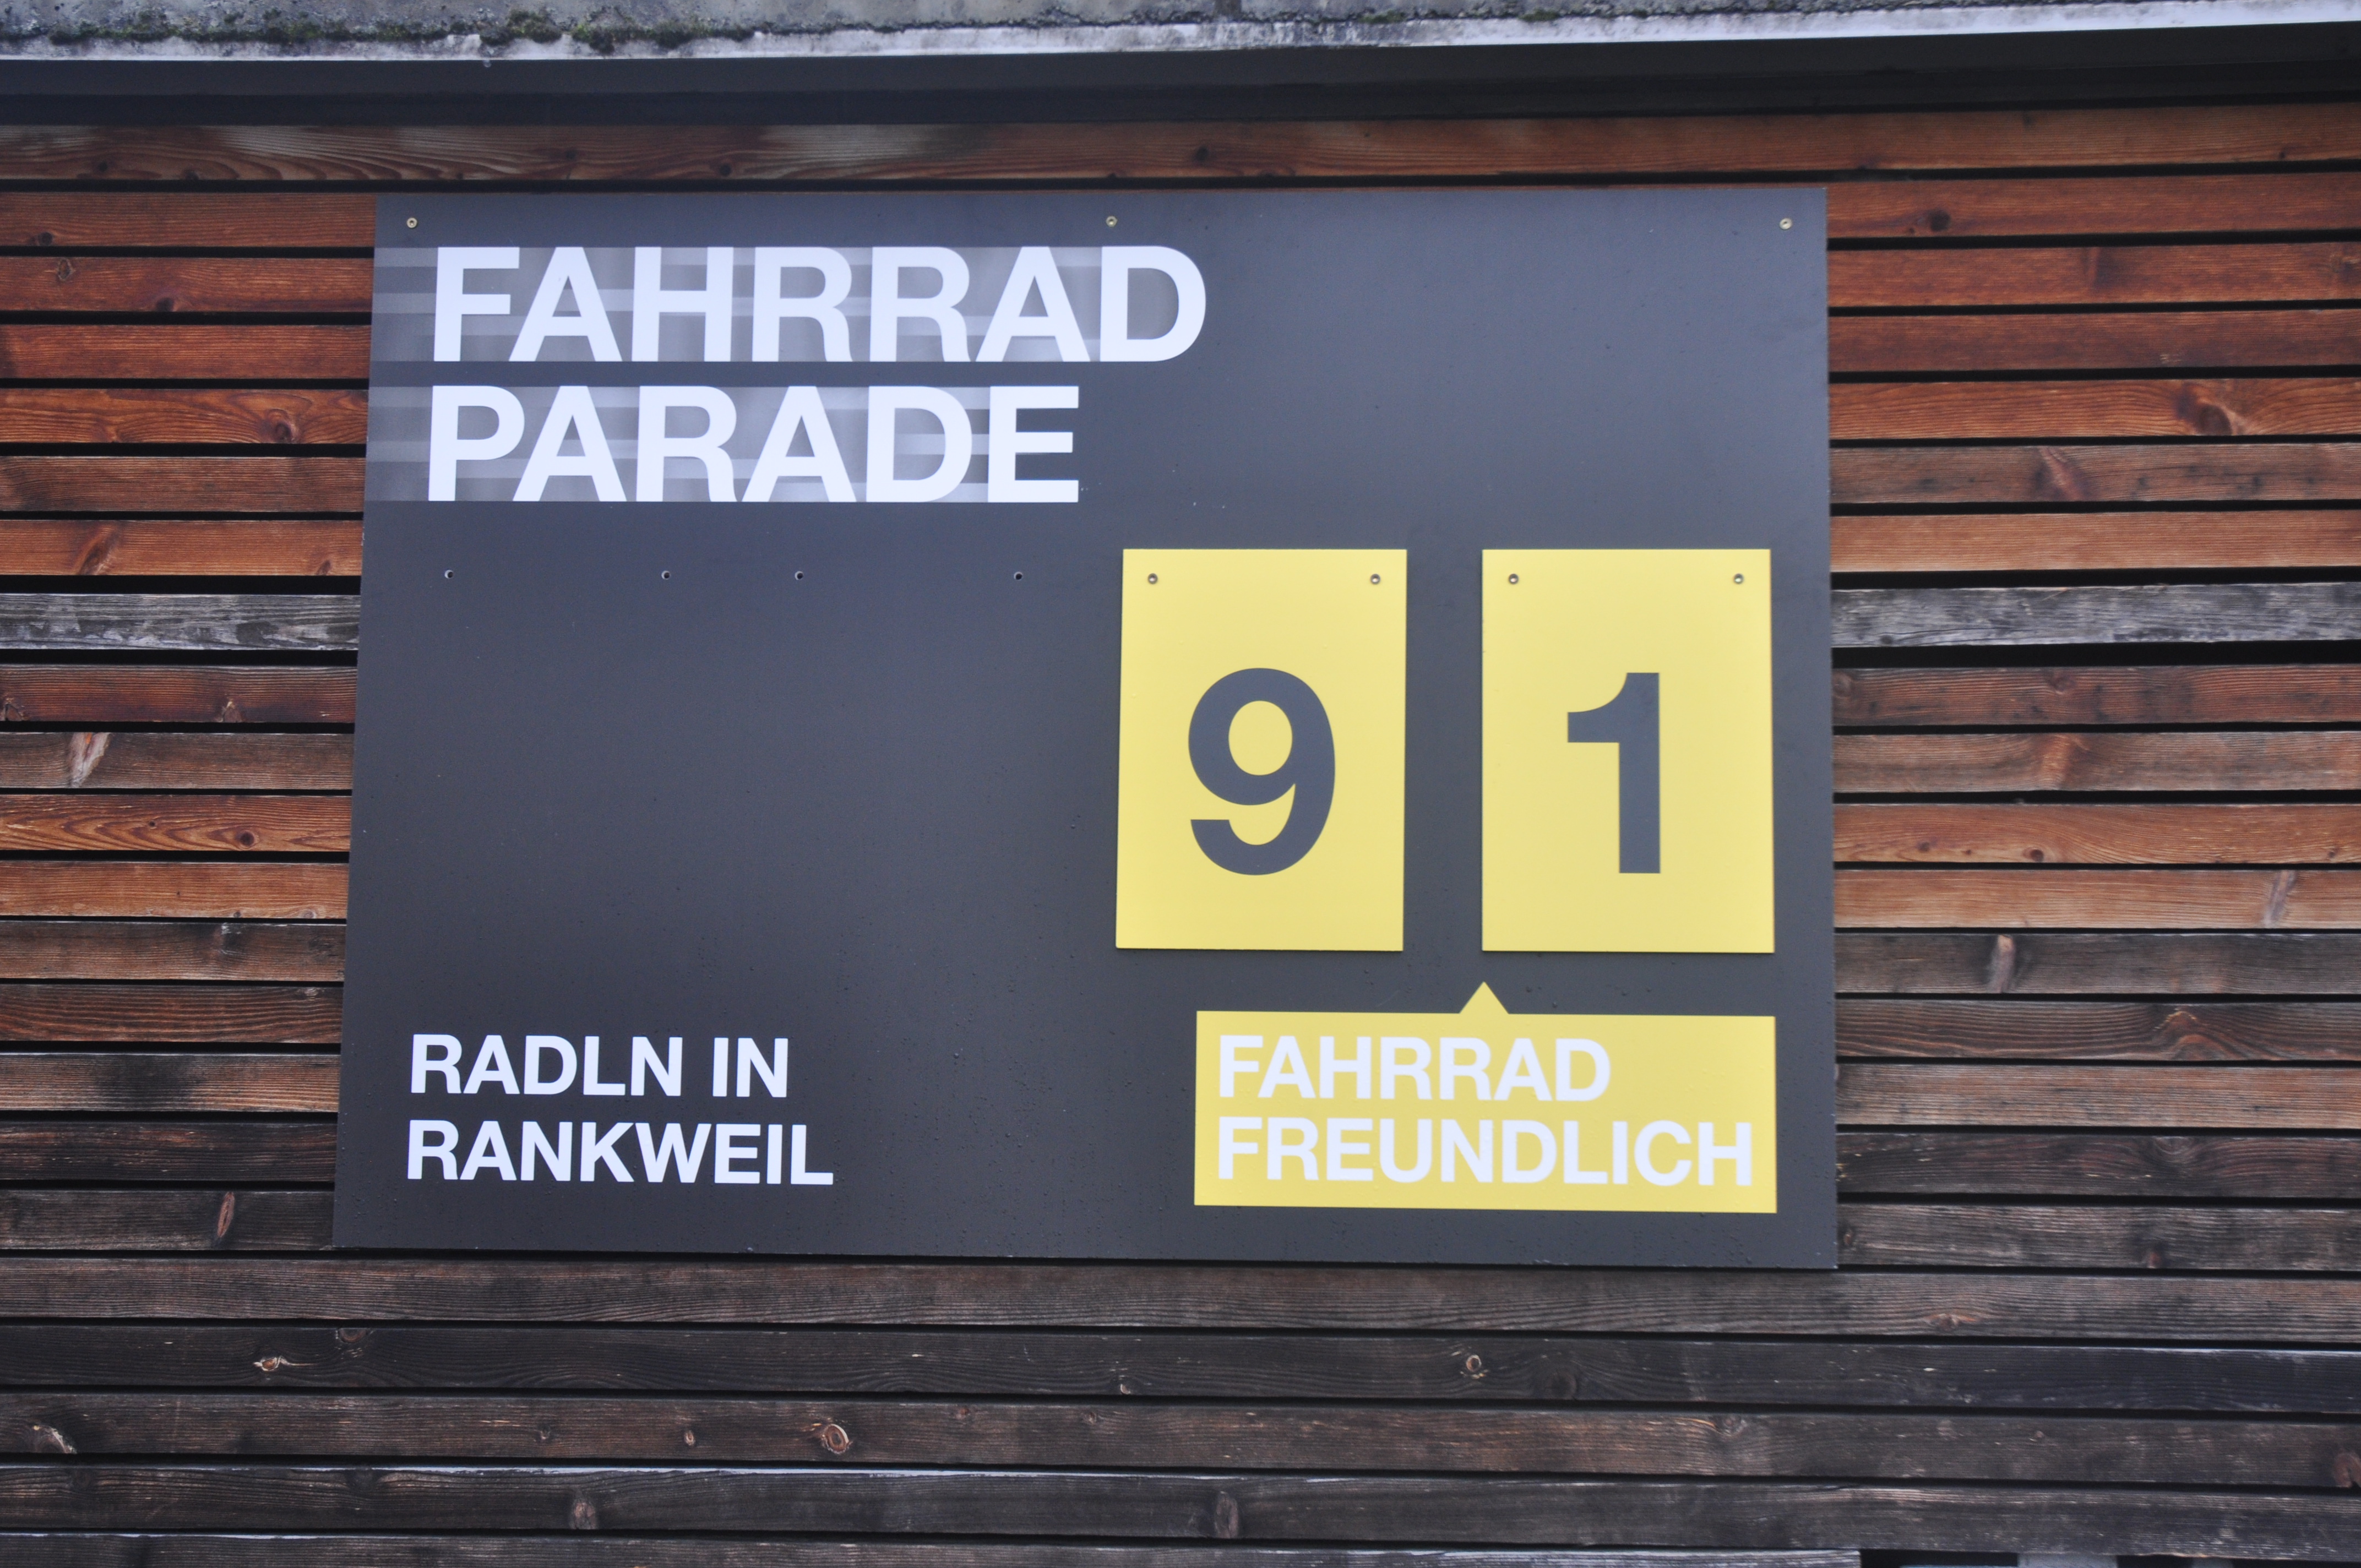 FAHRRAD
PARADE
9 1
RADLN IN
RANKWEIL
FAHRRAD
FREUNDLICH